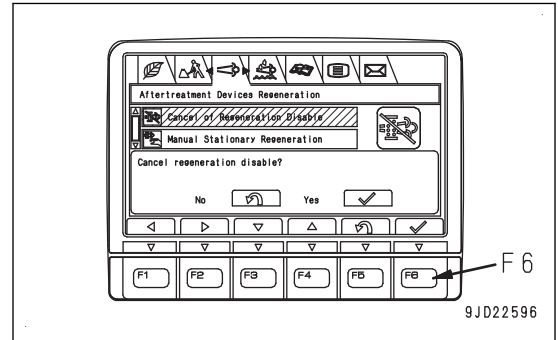 Aftertreatment Devices Regeneration
Cancel of Regeneration Disable
Manual Stationary Regeneration
Cancel regeneration disable?
No Yes
F1 F2 F3 F4 F5 F6
F6
9JD22596